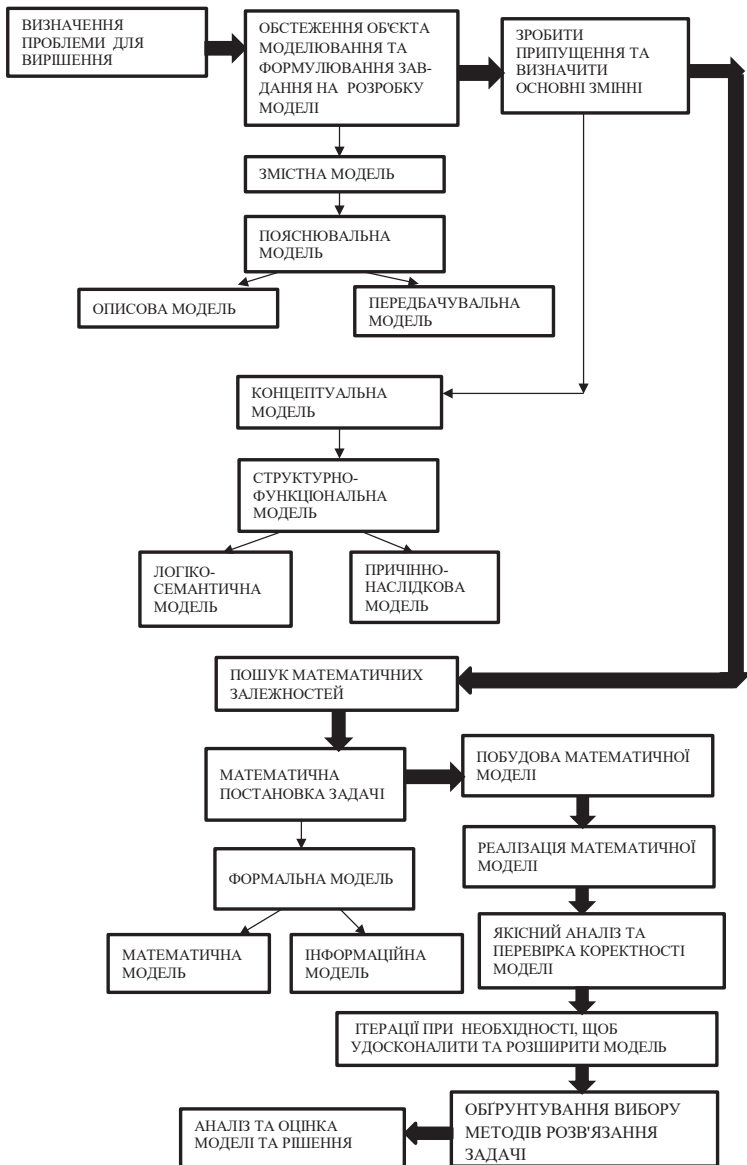 ВИЗНАЧЕННЯ
ПРОБЛЕМИ ДЛЯ
ВИРІШЕННЯ
ОБСТЕЖЕННЯ ОБ'ЄКТА
МОДЕЛЮВАННЯ ТА
ФОРМУЛЮВАННЯ ЗАВ-
ДАННЯ НА РОЗРОБКУ
МОДЕЛІ
ЗРОБИТИ
ПРИПУЩЕННЯ ТА
ВИЗНАЧИТИ
ОСНОВНІ ЗМІННІ
ЗМІСТНА МОДЕЛЬ
ПОЯСНЮВАЛЬНА
МОДЕЛЬ
ОПИСОВА МОДЕЛЬ
ПЕРЕДБАЧУВАЛЬНА
МОДЕЛЬ
КОНЦЕПТУАЛЬНА
МОДЕЛЬ
СТРУКТУРНО-
ФУНКЦІОНАЛЬНА
МОДЕЛЬ
ЛОГІКО-
СЕМАНТИЧНА
МОДЕЛЬ
ПРИЧІННО-
НАСЛІДКОВА
МОДЕЛЬ
ПОШУК МАТЕМАТИЧНИХ
ЗАЛЕЖНОСТЕЙ
МАТЕМАТИЧНА
ПОСТАНОВКА ЗАДАЧІ
ПОБУДОВА МАТЕМАТИЧНОЇ
МОДЕЛІ
ФОРМАЛЬНА МОДЕЛЬ
РЕАЛІЗАЦІЯ МАТЕМАТИЧНОЇ
МОДЕЛІ
МАТЕМАТИЧНА
МОДЕЛЬ
ІНФОРМАЦІЙНА
МОДЕЛЬ
ЯКІСНИЙ АНАЛІЗ ТА
ПЕРЕВІРКА КОРЕКТНОСТІ
МОДЕЛІ
ІТЕРАЦІЇ ПРИ НЕОБХІДНОСТІ, ЩОБ
УДОСКОНАЛИТИ ТА РОЗШИРИТИ МОДЕЛЬ
ОБҐРУНТУВАННЯ ВИБОРУ
МЕТОДІВ РОЗВ'ЯЗАННЯ
ЗАДАЧІ
АНАЛІЗ ТА ОЦІНКА
МОДЕЛІ ТА РІШЕННЯ